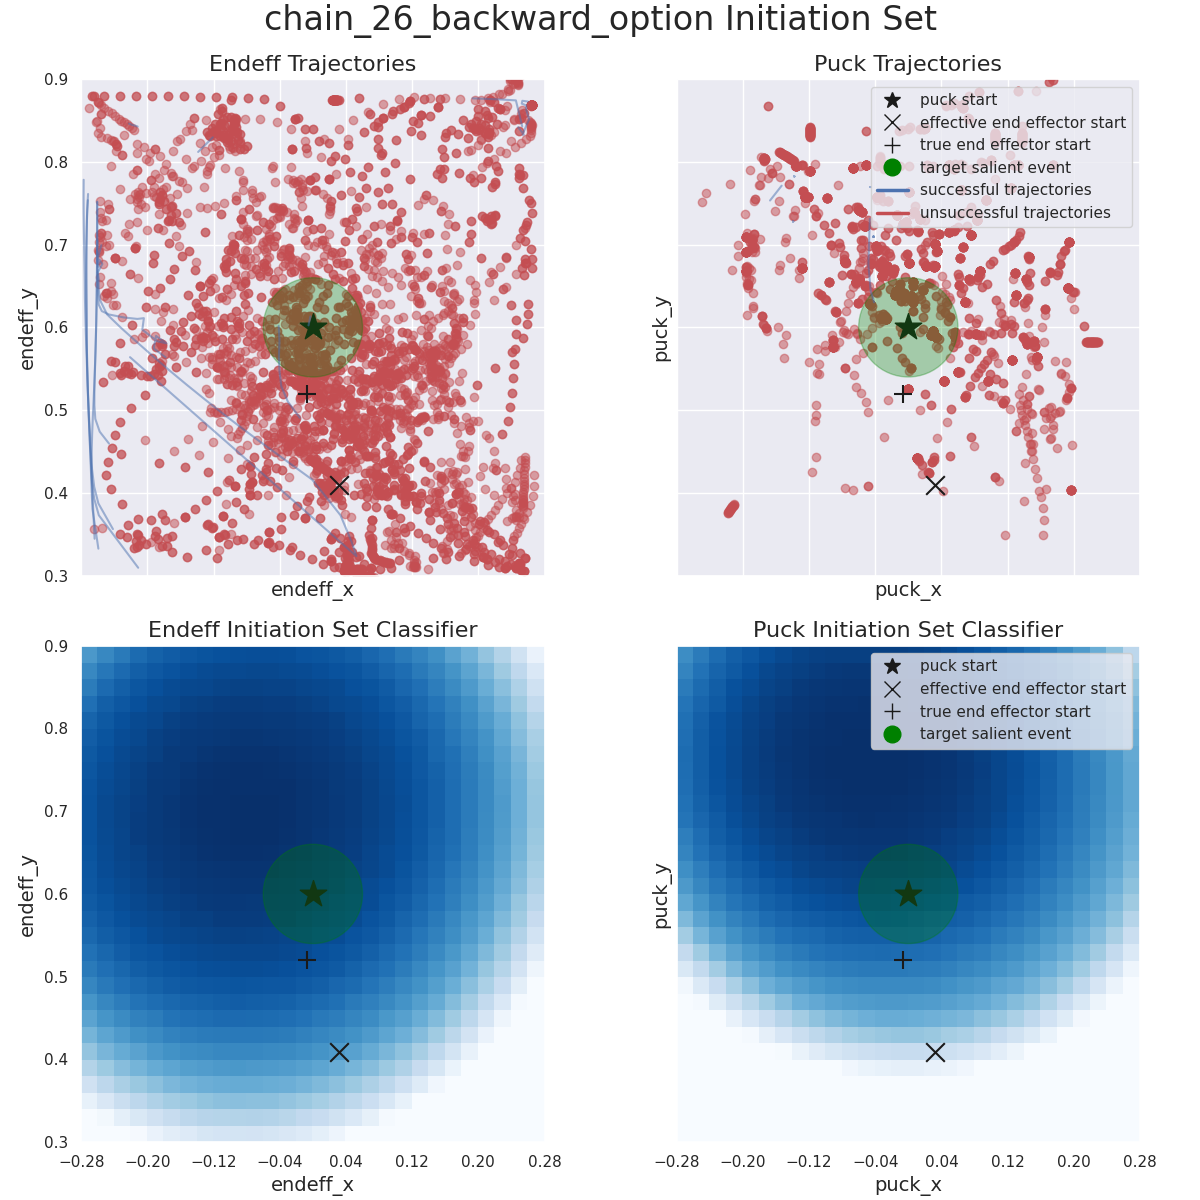 chain_26_backward_option Initiation Set
Endeff Trajectories
Puck Trajectories
0.9
0.8
0.7
0.6
0.5
0.4
0.3
endeff_y
endeff_x
puck_y
puck_x
puck start
effective end effector start
true end effector start
target salient event
successful trajectories
unsuccessful trajectories
Endeff Initiation Set Classifier
Puck Initiation Set Classifier
0.9
0.8
0.7
0.6
0.5
0.4
0.3
endeff_y
−0.28 −0.20 −0.12 −0.04 0.04 0.12 0.20 0.28
endeff_x
puck_y
puck start
effective end effector start
true end effector start
target salient event
−0.28 −0.20 −0.12 −0.04 0.04 0.12 0.20 0.28
puck_x